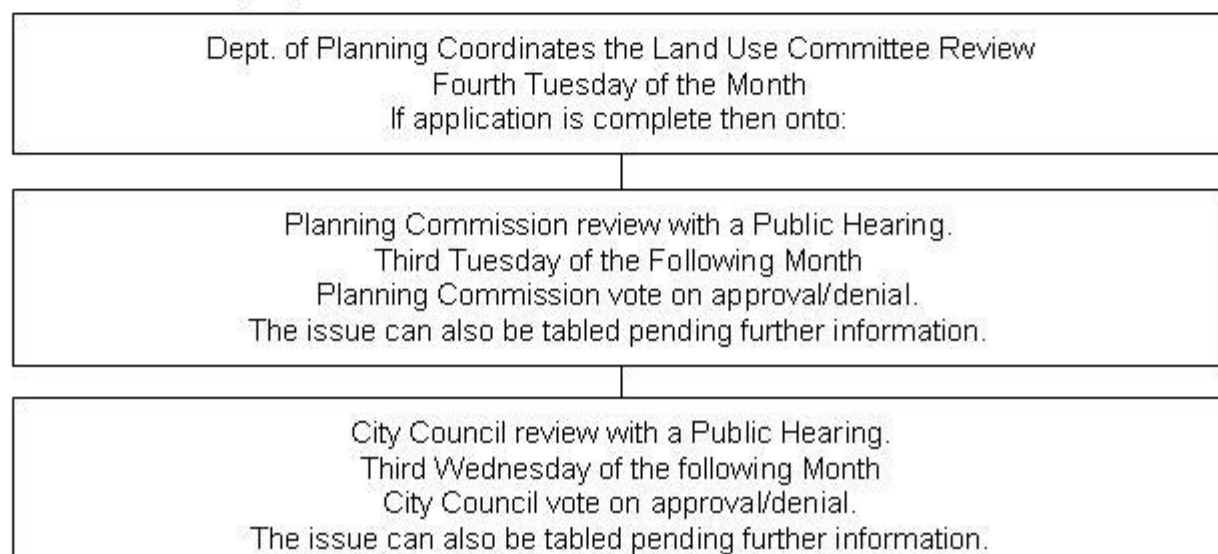 Dept. of Planning Coordinates the Land Use Committee Review
Fourth Tuesday of the Month
If application is complete then onto:
Planning Commission review with a Public Hearing.
Third Tuesday of the Following Month
Planning Commission vote on approval/denial.
The issue can also be tabled pending further information.
City Council review with a Public Hearing.
Third Wednesday of the following Month
City Council vote on approval/denial.
The issue can also be tabled pending further information.